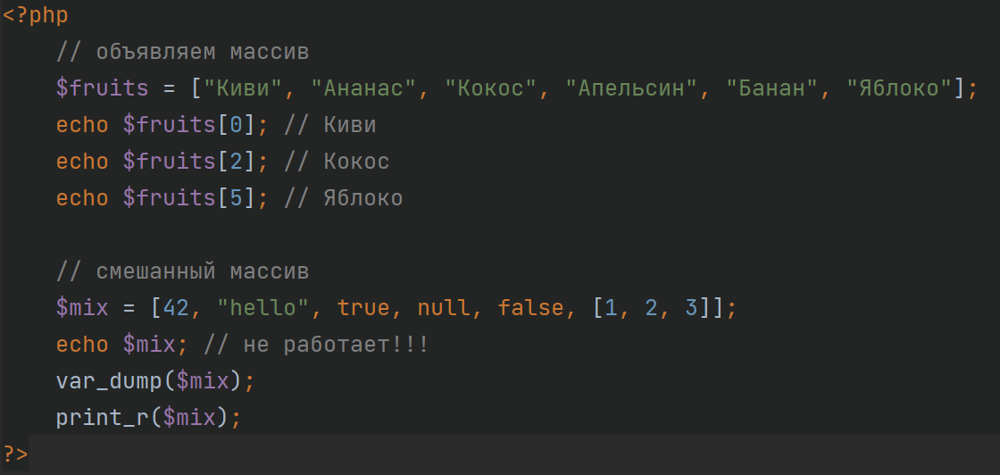 <?php
// объявляем массив
$fruits = ["Киви", "Ананас", "Кокос", "Апельсин", "Банан", "Яблоко"];
echo $fruits[0]; // Киви
echo $fruits[2]; // Кокос
echo $fruits[5]; // Яблоко
// смешанный массив
$mix = [42, "hello", true, null, false, [1, 2, 3]];
echo $mix; // не работает!!!
var_dump($mix);
print_r($mix);
?>